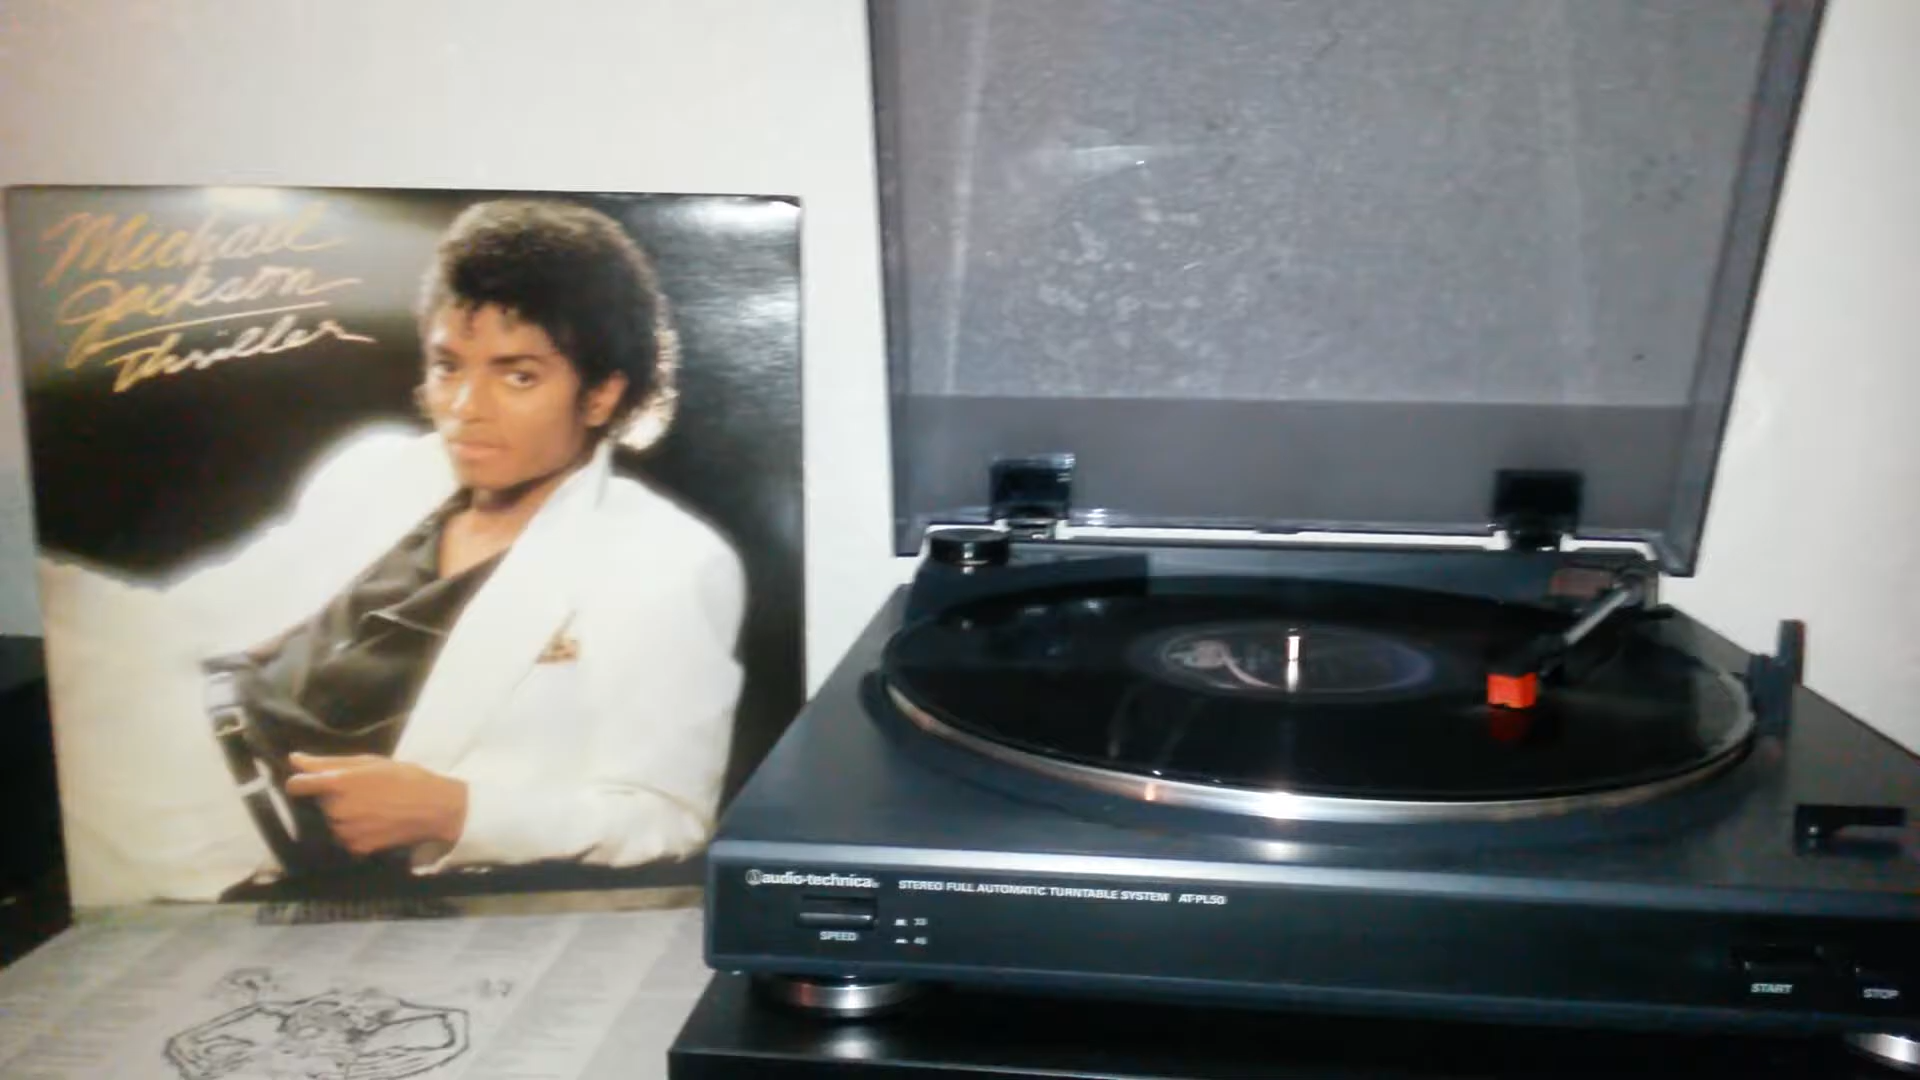 Michael
Jackson
Thriller
audio-technica
STEREO FULL AUTOMATIC TURNTABLE SYSTEM AT-PL50
SPEED
33
45
START
STOP